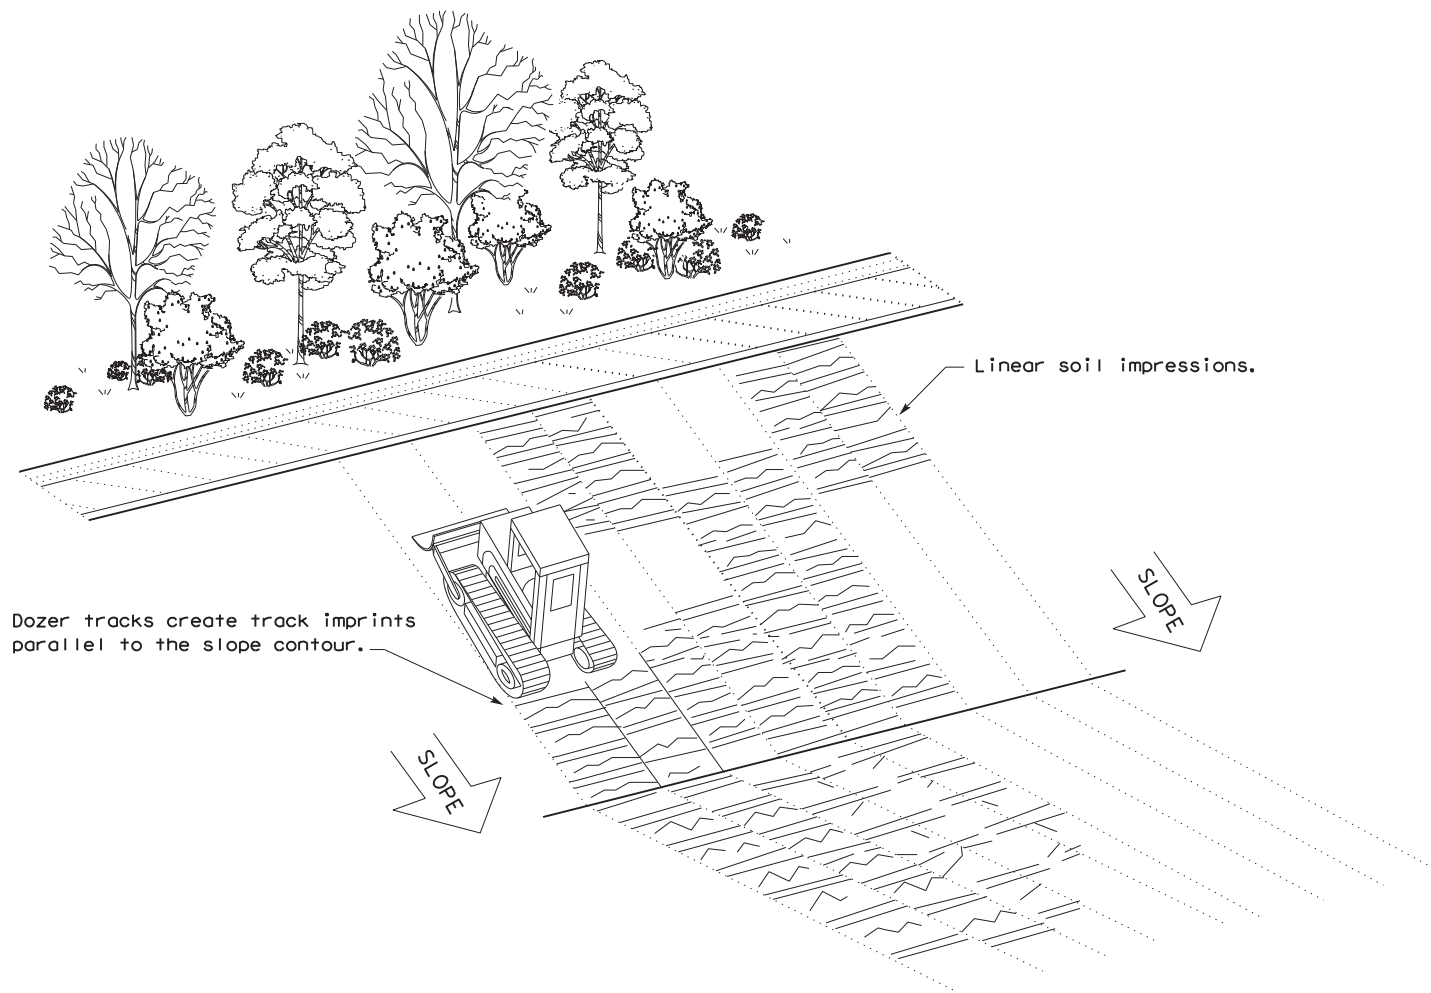 Linear soil impressions.
SLOPE
Dozer tracks create track imprints
parallel to the slope contour.
SLOPE